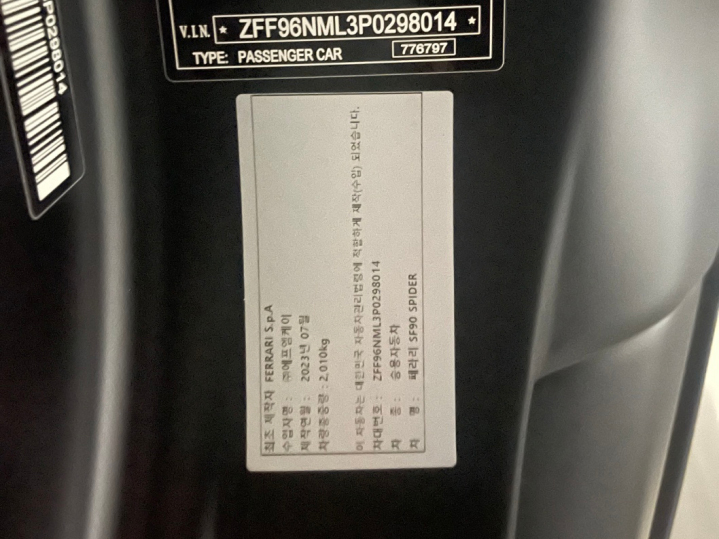 V.I.N. * ZFF96NML3P0298014 *
TYPE: PASSENGER CAR 776797
P0298014
최초 제작자 FERRARI S.p.A
수입자명 : ㈜에프엠케이
제작연월 : 2023년 07월
차량총중량 : 2,010kg
이 자동차는 대한민국 자동차관리법령에 적합하게 제작(수입) 되었습니다.
차대번호 : ZFF96NML3P0298014
차 종 : 승용자동차
차 명 : 페라리 SF90 SPIDER